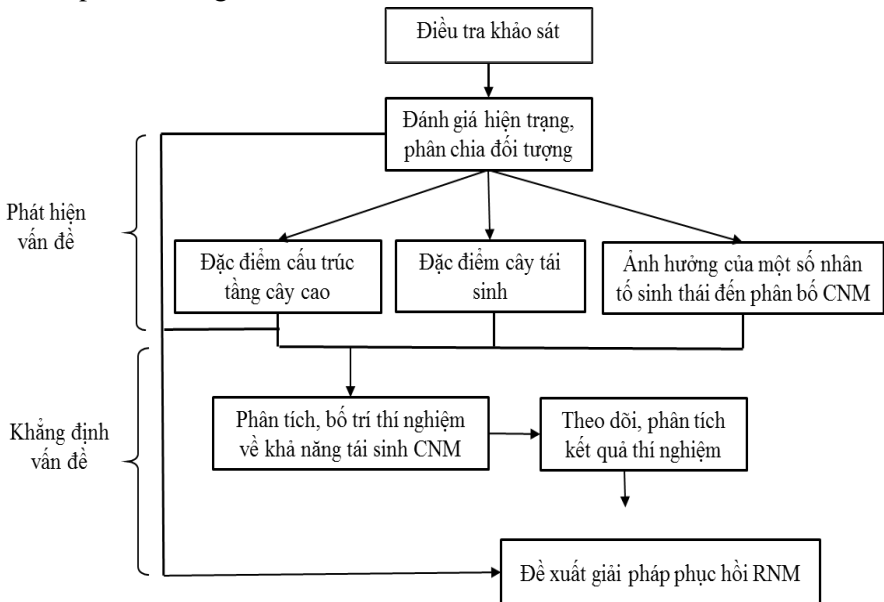 Điều tra khảo sát
Đánh giá hiện trạng,
phân chia đối tượng
Phát hiện
vấn đề
Đặc điểm cấu trúc
tầng cây cao
Đặc điểm cây tái
sinh
Ảnh hưởng của một số nhân
tố sinh thái đến phân bố CNM
Khẳng định
vấn đề
Phân tích, bố trí thí nghiệm
về khả năng tái sinh CNM
Theo dõi, phân tích
kết quả thí nghiệm
Đề xuất giải pháp phục hồi RNM